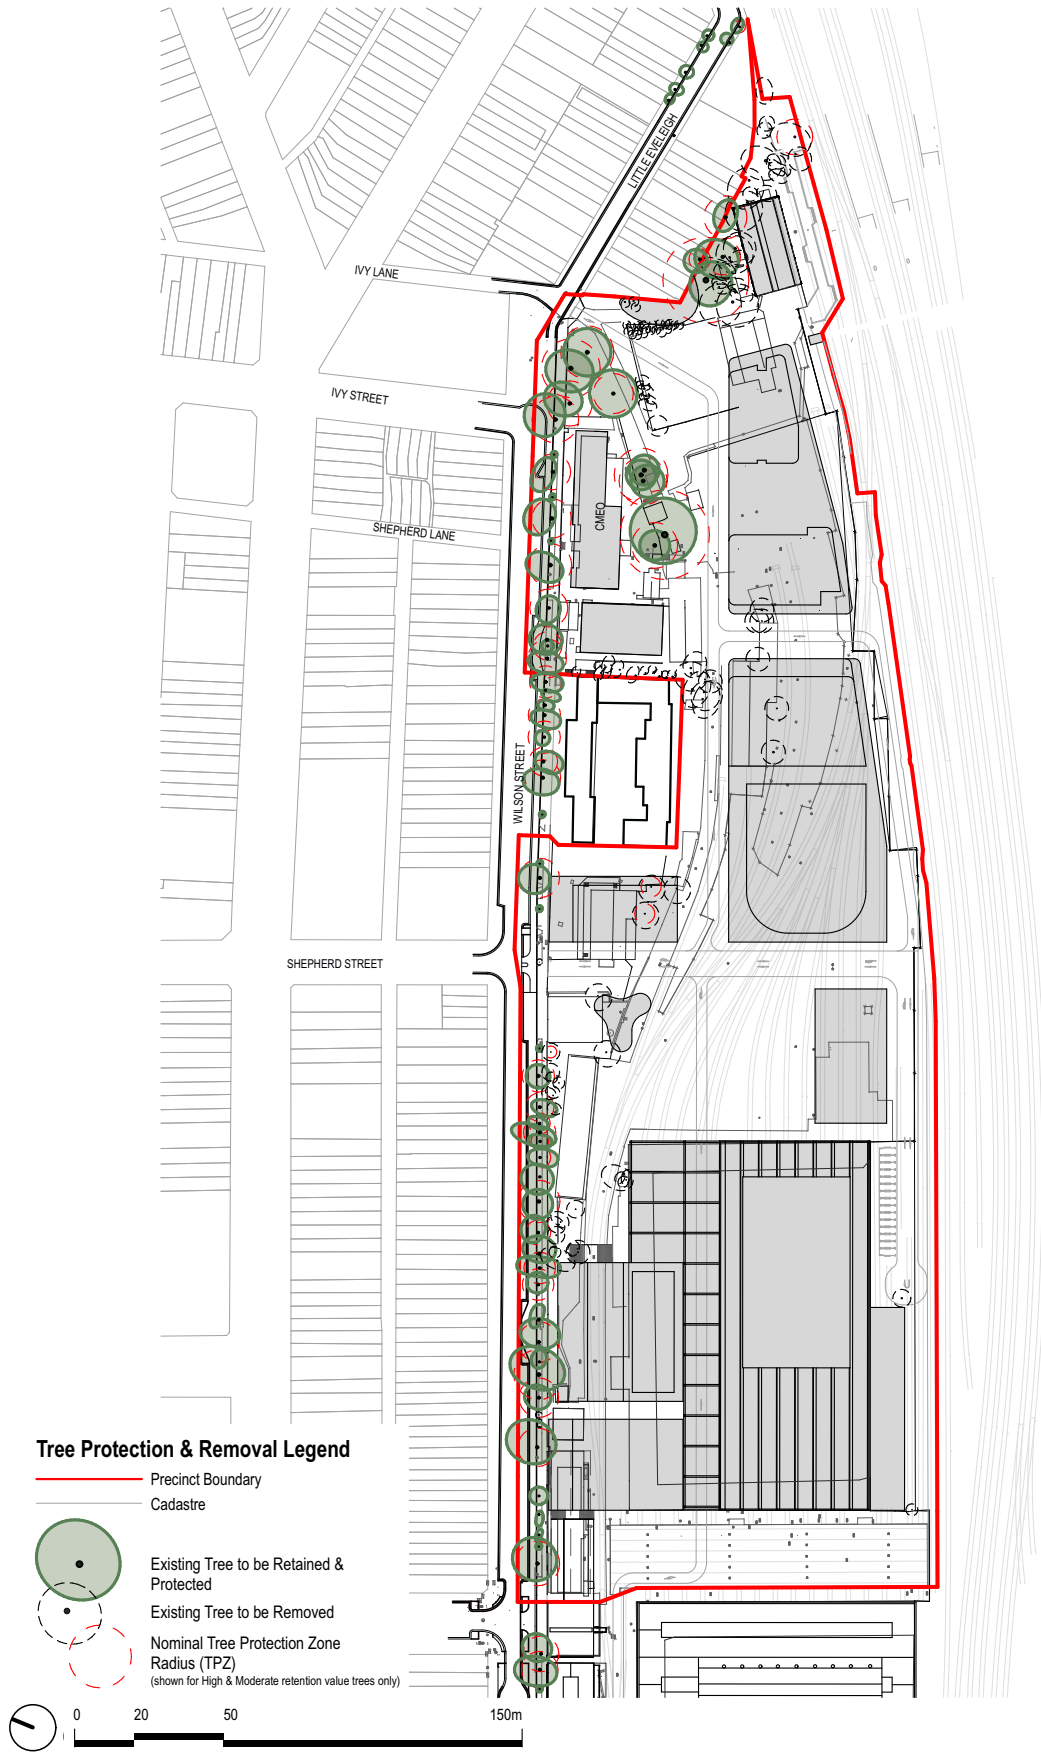 LITTLE EVELEIGH
IVY LANE
IVY STREET
SHEPHERD LANE
CMEO
WILSON STREET
SHEPHERD STREET
Tree Protection & Removal Legend
Precinct Boundary
Cadastre
Existing Tree to be Retained &
Protected
Existing Tree to be Removed
Nominal Tree Protection Zone
Radius (TPZ)
(shown for High & Moderate retention value trees only)
0 20 50 150m